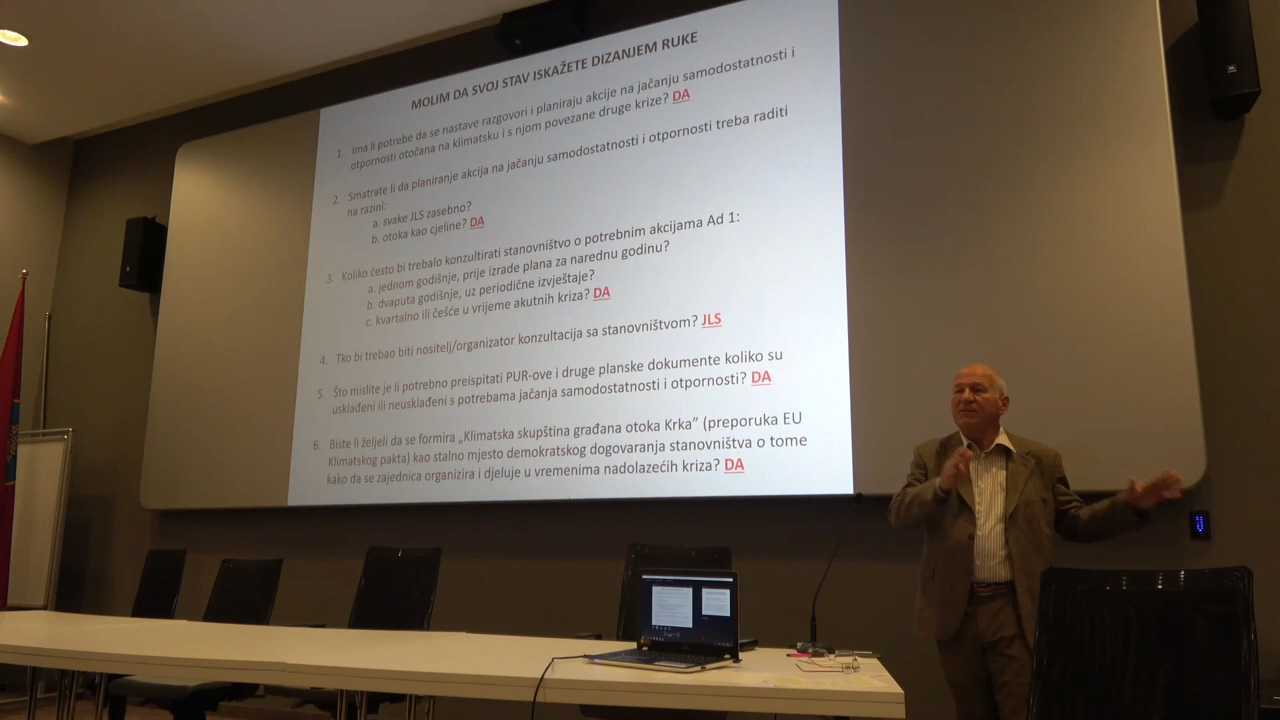 MOLIM DA SVOJ STAV ISKAŽETE DIZANJEM RUKE
1. Ima li potrebe da se nastave razgovori i planiraju akcije na jačanju samodostatnosti i
otpornosti otočana na klimatsku i s njom povezane druge krize? DA
2. Smatrate li da planiranje akcija na jačanju samodostatnosti i otpornosti treba raditi
na razini:
a. svake JLS zasebno?
b. otoka kao cjeline? DA
3. Koliko često bi trebalo konzultirati stanovništvo o potrebnim akcijama Ad 1:
a. jednom godišnje, prije izrade plana za narednu godinu?
b. dvaputa godišnje, uz periodične izvještaje?
c. kvartalno ili češće u vrijeme akutnih kriza? DA
4. Tko bi trebao biti nositelj/organizator konzultacija sa stanovništvom? JLS
5. Što mislite je li potrebno preispitati PUR-ove i druge planske dokumente koliko su
usklađeni ili neusklađeni s potrebama jačanja samodostatnosti i otpornosti? DA
6. Biste li željeli da se formira „Klimatska skupština građana otoka Krka” (preporuka EU
Klimatskog pakta) kao stalno mjesto demokratskog dogovaranja stanovništva o tome
kako da se zajednica organizira i djeluje u vremenima nadolazećih kriza? DA